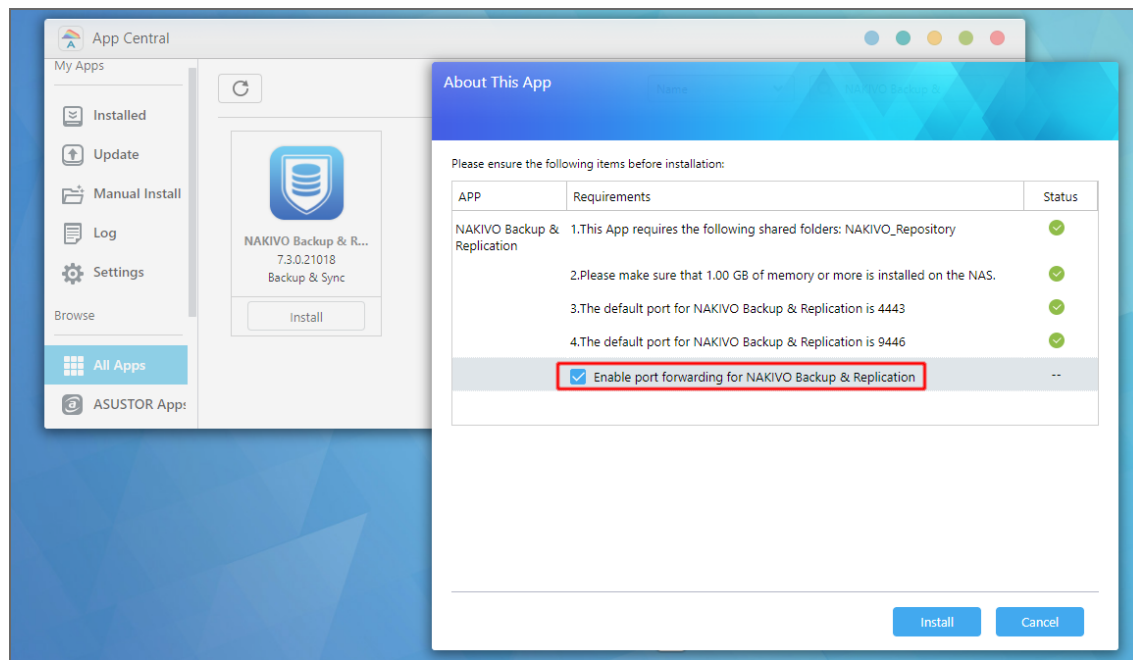 App Central
My Apps
Installed
Update
Manual Install
Log
Settings
Browse
All Apps
ASUSTOR Apps
NAKIVO Backup & R...
7.3.0.21018
Backup & Sync
Install
About This App
Name
NAKIVO Backup &
Please ensure the following items before installation:
APP Requirements Status
NAKIVO Backup & Replication
1.This App requires the following shared folders: NAKIVO_Repository
2.Please make sure that 1.00 GB of memory or more is installed on the NAS.
3.The default port for NAKIVO Backup & Replication is 4443
4.The default port for NAKIVO Backup & Replication is 9446
Enable port forwarding for NAKIVO Backup & Replication --
Install Cancel